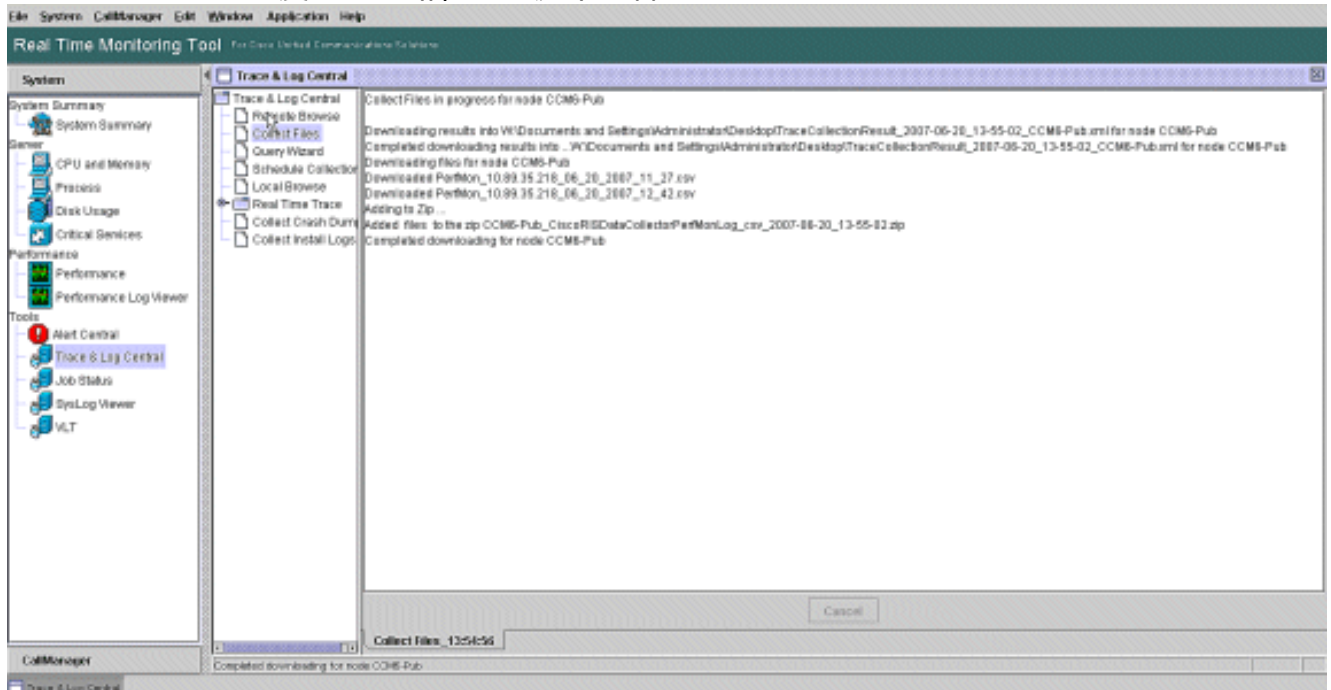 File System CallManager Edit Window Application Help
Real Time Monitoring Tool For Cisco Unified Communications Solutions
System
System Summary
System Summary
Server
CPU and Memory
Process
Disk Usage
Critical Services
Performance
Performance
Performance Log Viewer
Tools
Alert Central
Trace & Log Central
Job Status
SysLog Viewer
VLT
CallManager
Trace & Log Central
Trace & Log Central
Remote Browse
Collect Files
Query Wizard
Schedule Collection
Local Browse
Real Time Trace
Collect Crash Dump
Collect Install Logs
Collect Files in progress for node CCM6-Pub
Downloading results into W:\Documents and Settings\Administrator\Desktop\TraceCollectionResult_2007-06-20_13-55-02_CCM6-Pub.xml for node CCM6-Pub
Completed downloading results into ..W:\Documents and Settings\Administrator\Desktop\TraceCollectionResult_2007-06-20_13-55-02_CCM6-Pub.xml for node CCM6-Pub
Downloading files for node CCM6-Pub
Downloaded PerfMon_10.89.35.218_06_20_2007_11_27.csv
Downloaded PerfMon_10.89.35.218_06_20_2007_12_42.csv
Adding to Zip ...
Added files to the zip CCM6-Pub_CiscoRISDataCollectorPerfMonLog_csv_2007-06-20_13-55-02.zip
Completed downloading for node CCM6-Pub
Cancel
Collect Files_13:54:56
Completed downloading for node CCM6-Pub
Trace & Log Central